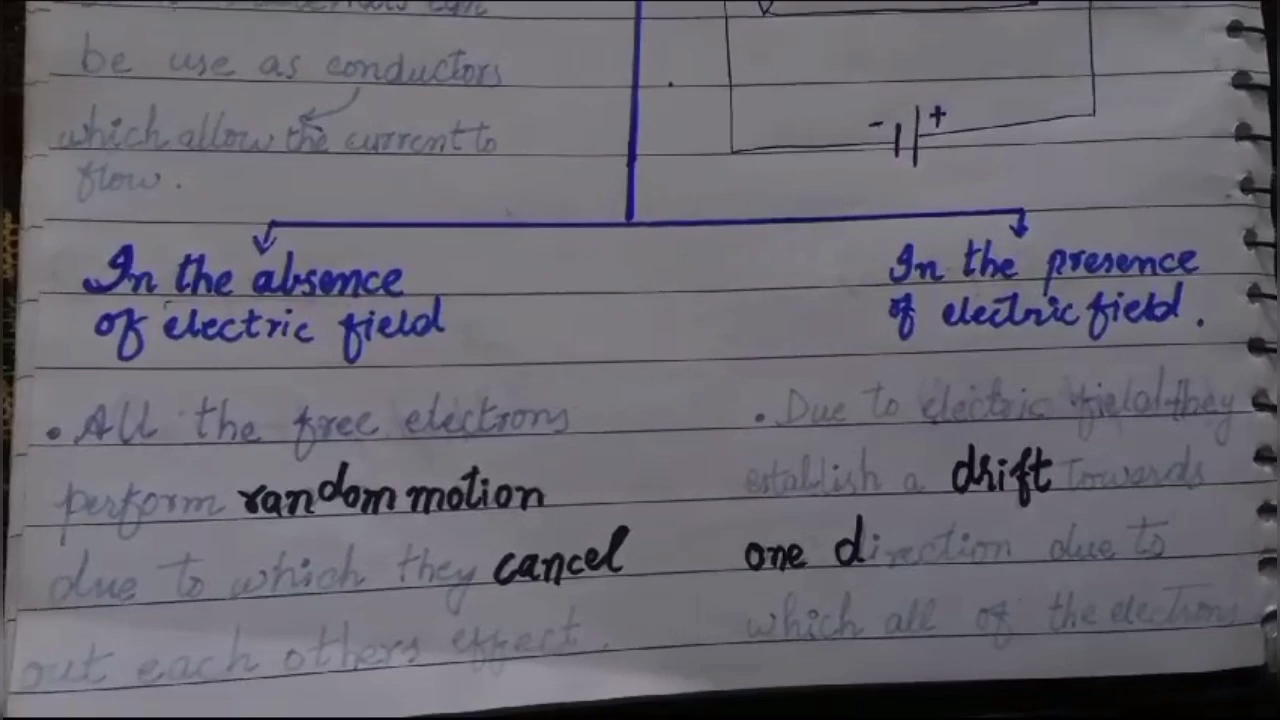 be use as conductors
which allow the current to
flow.
- +
In the absence
of electric field
• All the free electrons
perform random motion
due to which they cancel
out each others effect.
In the presence
of electric field.
• Due to electric field they
establish a drift towards
one direction due to
which all of the electrons